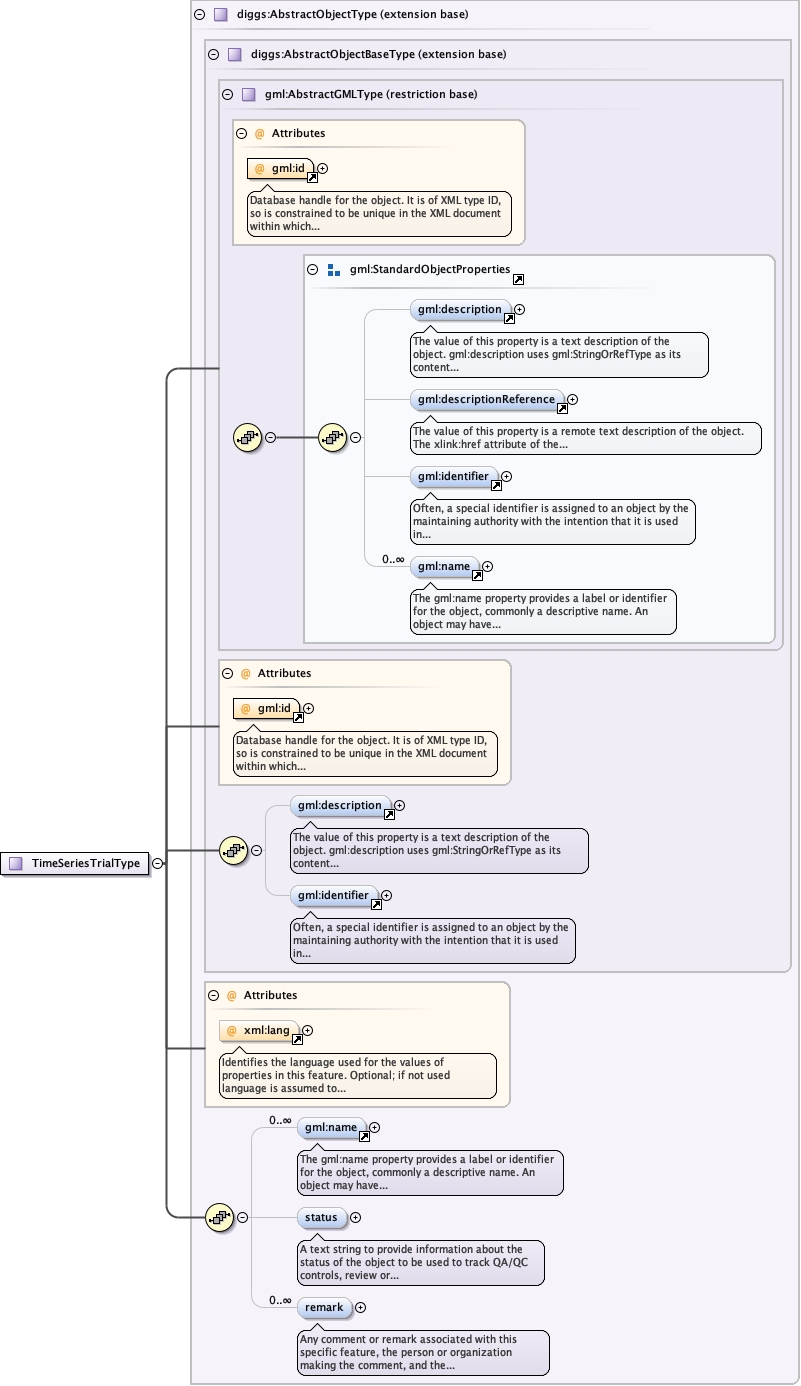 diggs:AbstractObjectType (extension base)
diggs:AbstractObjectBaseType (extension base)
gml:AbstractGMLType (restriction base)
@ Attributes
@ gml:id
Database handle for the object. It is of XML type ID,
so is constrained to be unique in the XML document
within which...
gml:StandardObjectProperties
gml:description
The value of this property is a text description of the
object. gml:description uses gml:StringOrRefType as its
content...
gml:descriptionReference
The value of this property is a remote text description of the object.
The xlink:href attribute of the...
gml:identifier
Often, a special identifier is assigned to an object by the
maintaining authority with the intention that it is used
in...
0..∞
gml:name
The gml:name property provides a label or identifier
for the object, commonly a descriptive name. An
object may have...
@ Attributes
@ gml:id
Database handle for the object. It is of XML type ID,
so is constrained to be unique in the XML document
within which...
gml:description
The value of this property is a text description of the
object. gml:description uses gml:StringOrRefType as its
content...
TimeSeriesTrialType
gml:identifier
Often, a special identifier is assigned to an object by the
maintaining authority with the intention that it is used
in...
@ Attributes
@ xml:lang
Identifies the language used for the values of
properties in this feature. Optional; if not used
language is assumed to...
0..∞
gml:name
The gml:name property provides a label or identifier
for the object, commonly a descriptive name. An
object may have...
status
A text string to provide information about the
status of the object to be used to track QA/QC
controls, review or...
0..∞
remark
Any comment or remark associated with this
specific feature, the person or organization
making the comment, and the...